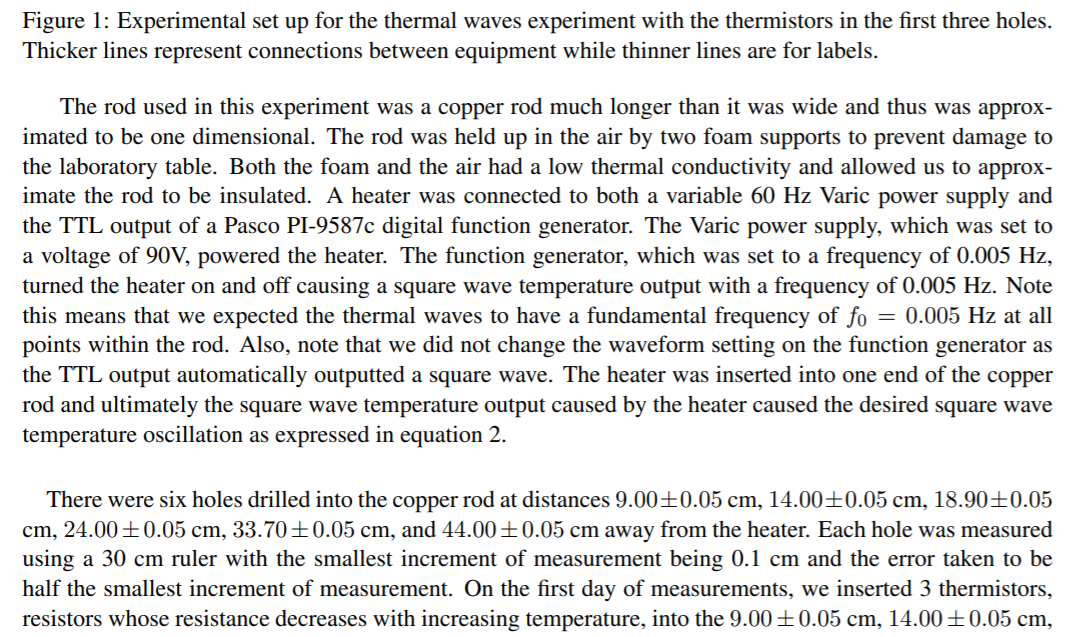 Figure 1: Experimental set up for the thermal waves experiment with the thermistors in the first three holes.
Thicker lines represent connections between equipment while thinner lines are for labels.
The rod used in this experiment was a copper rod much longer than it was wide and thus was approx-
imated to be one dimensional. The rod was held up in the air by two foam supports to prevent damage to
the laboratory table. Both the foam and the air had a low thermal conductivity and allowed us to approx-
imate the rod to be insulated. A heater was connected to both a variable 60 Hz Varic power supply and
the TTL output of a Pasco PI-9587c digital function generator. The Varic power supply, which was set to
a voltage of 90V, powered the heater. The function generator, which was set to a frequency of 0.005 Hz,
turned the heater on and off causing a square wave temperature output with a frequency of 0.005 Hz. Note
this means that we expected the thermal waves to have a fundamental frequency of f₀ = 0.005 Hz at all
points within the rod. Also, note that we did not change the waveform setting on the function generator as
the TTL output automatically outputted a square wave. The heater was inserted into one end of the copper
rod and ultimately the square wave temperature output caused by the heater caused the desired square wave
temperature oscillation as expressed in equation 2.
There were six holes drilled into the copper rod at distances 9.00±0.05 cm, 14.00±0.05 cm, 18.90±0.05
cm, 24.00±0.05 cm, 33.70±0.05 cm, and 44.00±0.05 cm away from the heater. Each hole was measured
using a 30 cm ruler with the smallest increment of measurement being 0.1 cm and the error taken to be
half the smallest increment of measurement. On the first day of measurements, we inserted 3 thermistors,
resistors whose resistance decreases with increasing temperature, into the 9.00±0.05 cm, 14.00±0.05 cm,